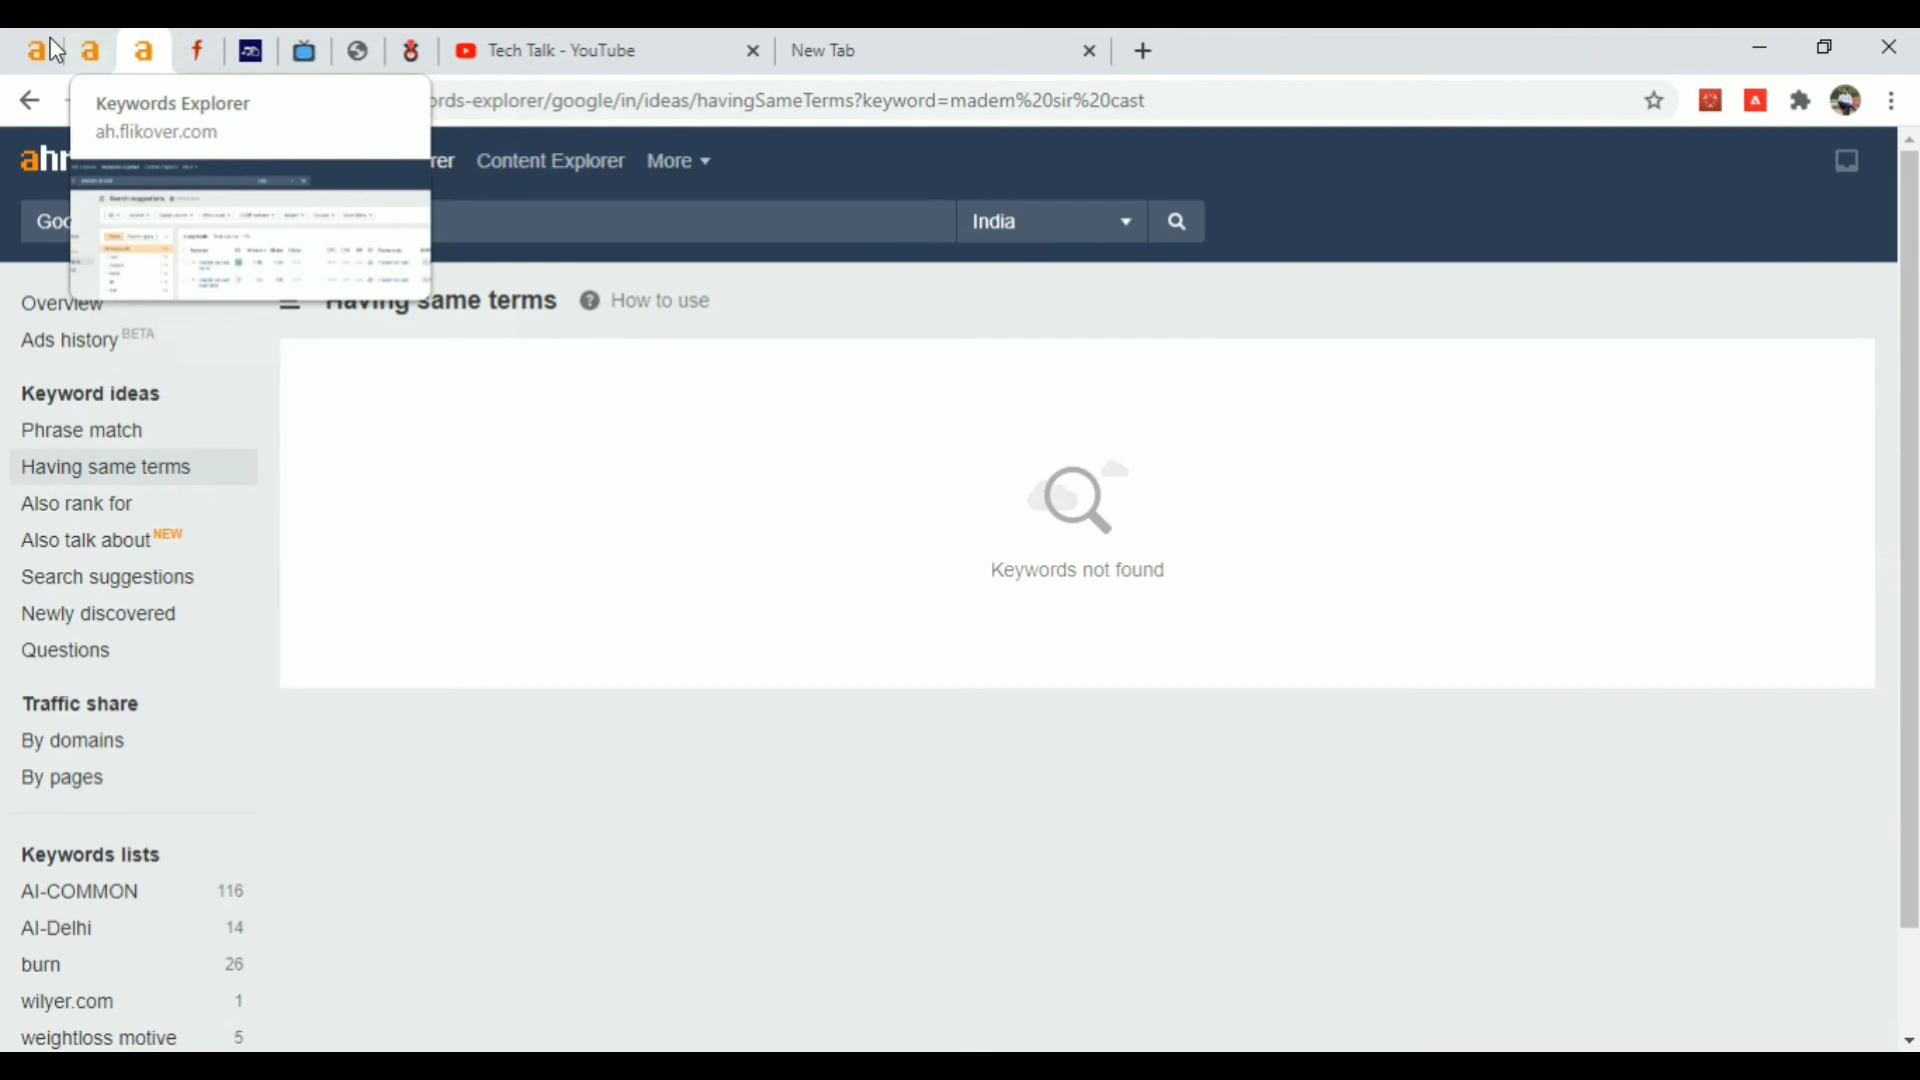 Tech Talk - YouTube
New Tab
Keywords Explorer
ah.flikover.com
rds-explorer/google/in/ideas/havingSameTerms?keyword=madem%20sir%20cast
Content Explorer
More
India
Having same terms
How to use
Overview
Ads history BETA
Keyword ideas
Phrase match
Having same terms
Also rank for
Also talk about NEW
Search suggestions
Newly discovered
Questions
Keywords not found
Traffic share
By domains
By pages
Keywords lists
AI-COMMON 116
AI-Delhi 14
burn 26
wilyer.com 1
weightloss motive 5